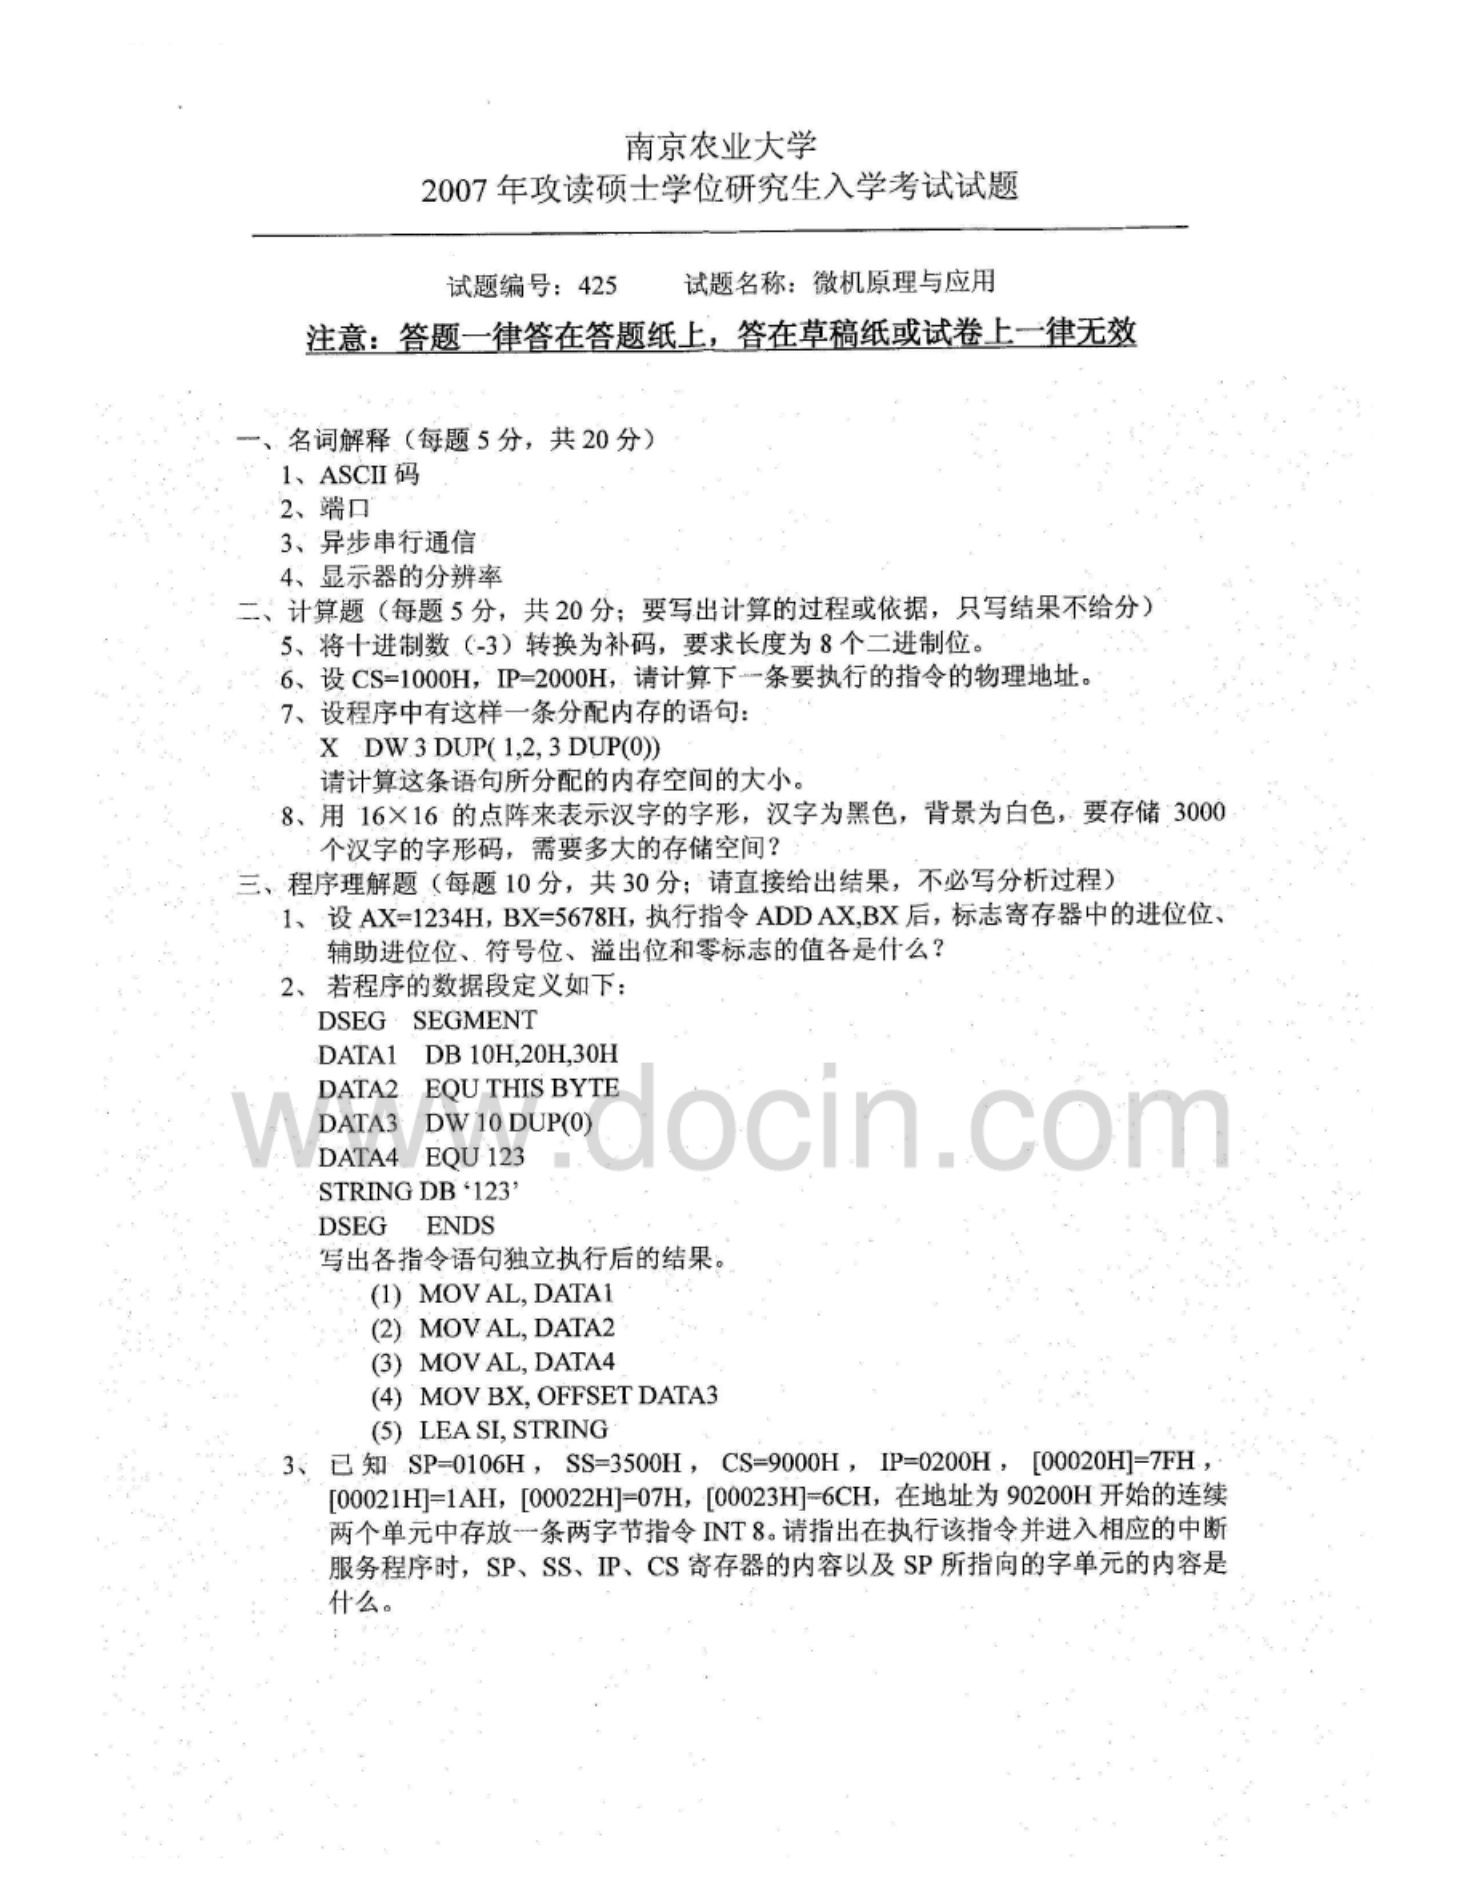 南京农业大学
2007 年攻读硕士学位研究生入学考试试题
试题编号：425 试题名称：微机原理与应用
注意：答题一律答在答题纸上，答在草稿纸或试卷上一律无效
一、名词解释（每题 5 分，共 20 分）
1、ASCII 码
2、端口
3、异步串行通信
4、显示器的分辨率
二、计算题（每题 5 分，共 20 分；要写出计算的过程或依据，只写结果不给分）
5、将十进制数（-3）转换为补码，要求长度为 8 个二进制位。
6、设 CS=1000H，IP=2000H，请计算下一条要执行的指令的物理地址。
7、设程序中有这样一条分配内存的语句：
X DW 3 DUP( 1,2, 3 DUP(0))
请计算这条语句所分配的内存空间的大小。
8、用 16×16 的点阵来表示汉字的字形，汉字为黑色，背景为白色，要存储 3000
个汉字的字形码，需要多大的存储空间？
三、程序理解题（每题 10 分，共 30 分；请直接给出结果，不必写分析过程）
1、 设 AX=1234H，BX=5678H，执行指令 ADD AX,BX 后，标志寄存器中的进位位、
辅助进位位、符号位、溢出位和零标志的值各是什么？
2、 若程序的数据段定义如下：
DSEG SEGMENT
DATA1 DB 10H,20H,30H
DATA2 EQU THIS BYTE
DATA3 DW 10 DUP(0)
DATA4 EQU 123
STRING DB ‘123’
DSEG ENDS
写出各指令语句独立执行后的结果。
(1) MOV AL, DATA1
(2) MOV AL, DATA2
(3) MOV AL, DATA4
(4) MOV BX, OFFSET DATA3
(5) LEA SI, STRING
3、 已知 SP=0106H， SS=3500H， CS=9000H， IP=0200H， [00020H]=7FH，
[00021H]=1AH，[00022H]=07H，[00023H]=6CH，在地址为 90200H 开始的连续
两个单元中存放一条两字节指令 INT 8。请指出在执行该指令并进入相应的中断
服务程序时，SP、SS、IP、CS 寄存器的内容以及 SP 所指向的字单元的内容是
什么。
www.docin.com